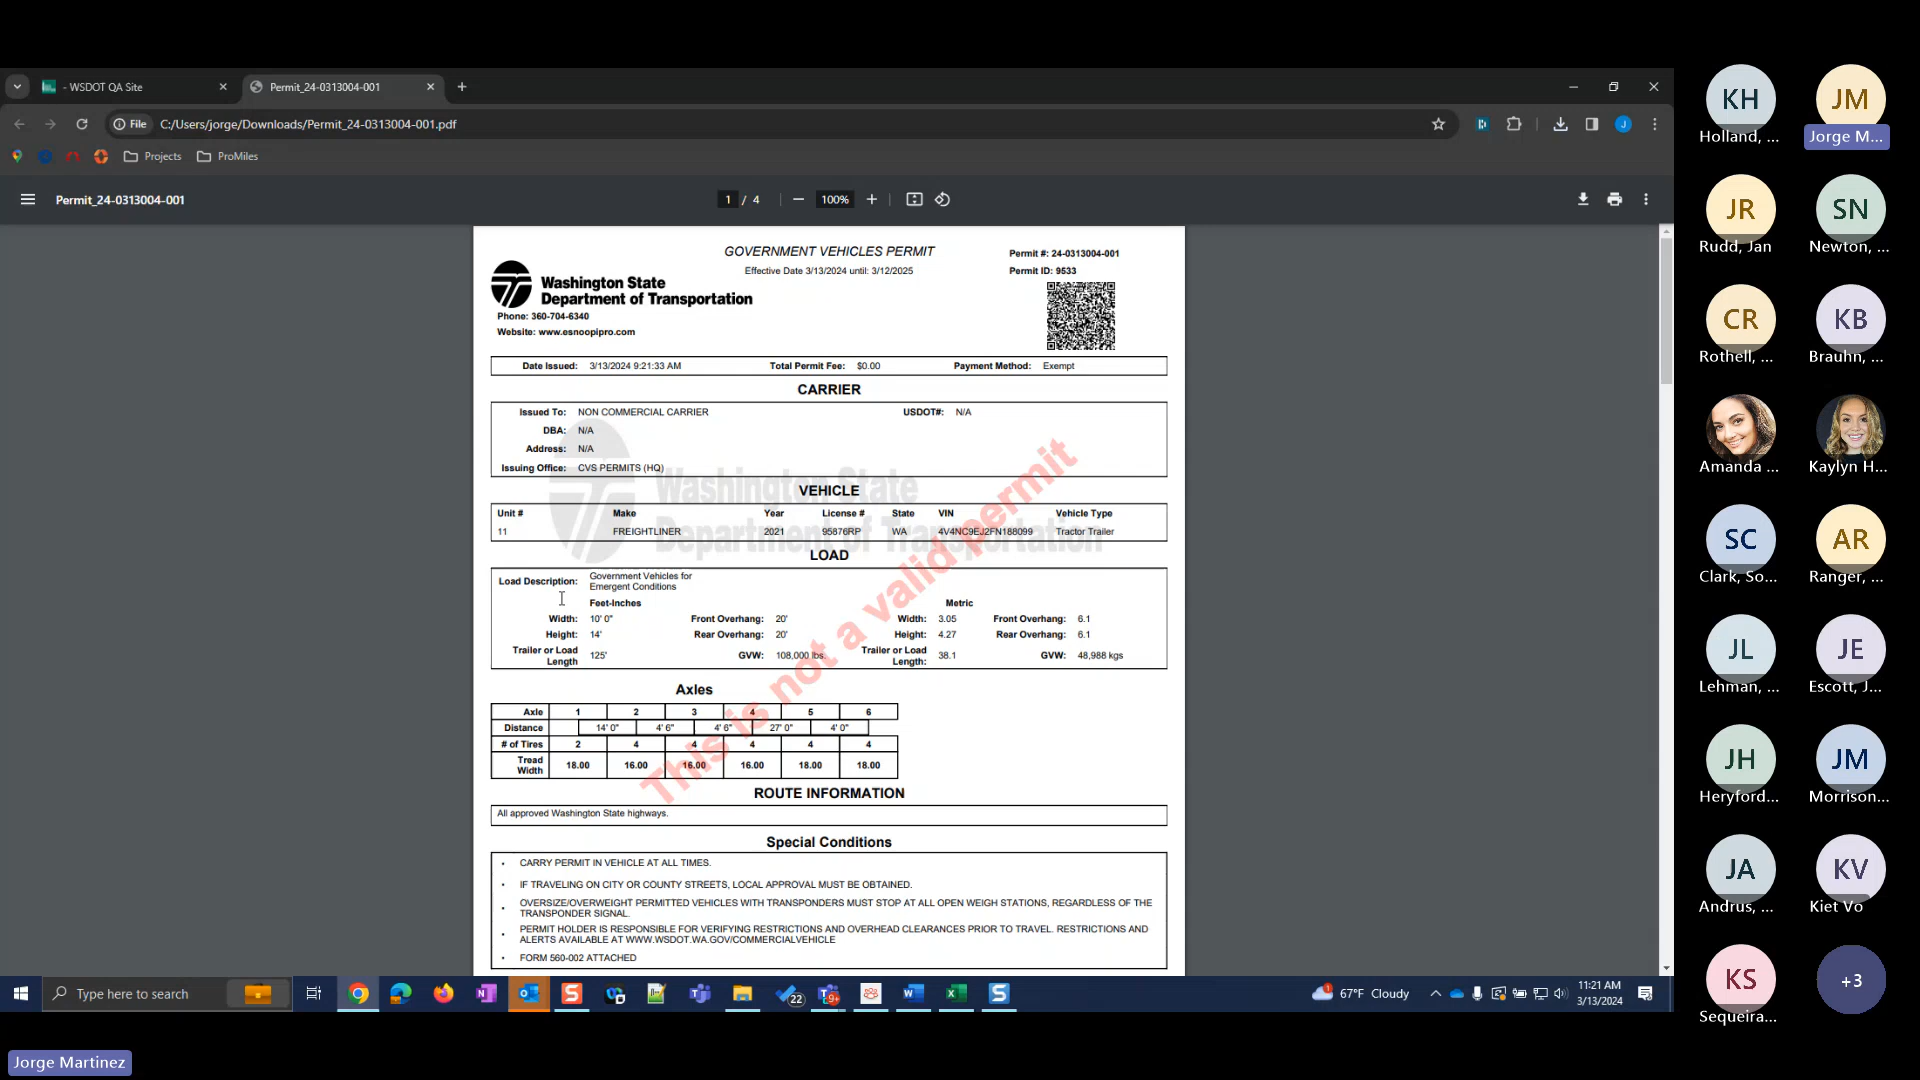 - WSDOT QA Site
Permit_24-0313004-001
File
C:/Users/jorge/Downloads/Permit_24-0313004-001.pdf
Projects
ProMiles
Permit_24-0313004-001
1 / 4
100%
GOVERNMENT VEHICLES PERMIT
Effective Date 3/13/2024 until: 3/12/2025
Permit #: 24-0313004-001
Permit ID: 9533
Washington State
Department of Transportation
Phone: 360-704-6340
Website: www.esnoopipro.com
Date Issued: 3/13/2024 9:21:33 AM Total Permit Fee: $0.00 Payment Method: Exempt
CARRIER
Issued To: NON COMMERCIAL CARRIER USDOT#: N/A
DBA: N/A
Address: N/A
Issuing Office: CVS PERMITS (HQ)
Washington State
Department of Transportation
This is not a valid permit
VEHICLE
Unit # Make Year License # State VIN Vehicle Type
11 FREIGHTLINER 2021 95876RP WA 4V4NC9EJ2FN188099 Tractor Trailer
LOAD
Load Description: Government Vehicles for
Emergent Conditions
Feet-Inches Metric
Width: 10' 0" Front Overhang: 20' Width: 3.05 Front Overhang: 6.1
Height: 14' Rear Overhang: 20' Height: 4.27 Rear Overhang: 6.1
Trailer or Load Length 125' GVW: 108,000 lbs. Trailer or Load Length: 38.1 GVW: 48,988 kgs
Axles
Axle 1 2 3 4 5 6
Distance 14' 0" 4' 6" 4' 6" 27' 0" 4' 0"
# of Tires 2 4 4 4 4 4
Tread Width 18.00 16.00 16.00 16.00 18.00 18.00
ROUTE INFORMATION
All approved Washington State highways.
Special Conditions
• CARRY PERMIT IN VEHICLE AT ALL TIMES.
• IF TRAVELING ON CITY OR COUNTY STREETS, LOCAL APPROVAL MUST BE OBTAINED.
• OVERSIZE/OVERWEIGHT PERMITTED VEHICLES WITH TRANSPONDERS MUST STOP AT ALL OPEN WEIGH STATIONS, REGARDLESS OF THE
TRANSPONDER SIGNAL.
• PERMIT HOLDER IS RESPONSIBLE FOR VERIFYING RESTRICTIONS AND OVERHEAD CLEARANCES PRIOR TO TRAVEL. RESTRICTIONS AND
ALERTS AVAILABLE AT WWW.WSDOT.WA.GOV/COMMERCIALVEHICLE
• FORM 560-002 ATTACHED
Type here to search
22
9+
67°F Cloudy
11:21 AM
3/13/2024
KH
JM
Holland, ...
Jorge M...
JR
SN
Rudd, Jan
Newton, ...
CR
KB
Rothell, ...
Brauhn, ...
Amanda ...
Kaylyn H...
SC
AR
Clark, So...
Ranger, ...
JL
JE
Lehman, ...
Escott, J...
JH
JM
Heryford...
Morrison...
JA
KV
Andrus, ...
Kiet Vo
KS
+3
Sequeira...
Jorge Martinez